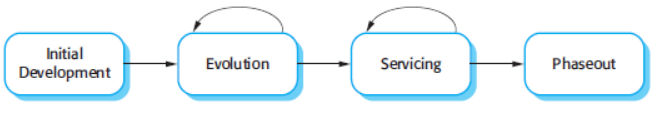 Initial
Development
Evolution
Servicing
Phaseout